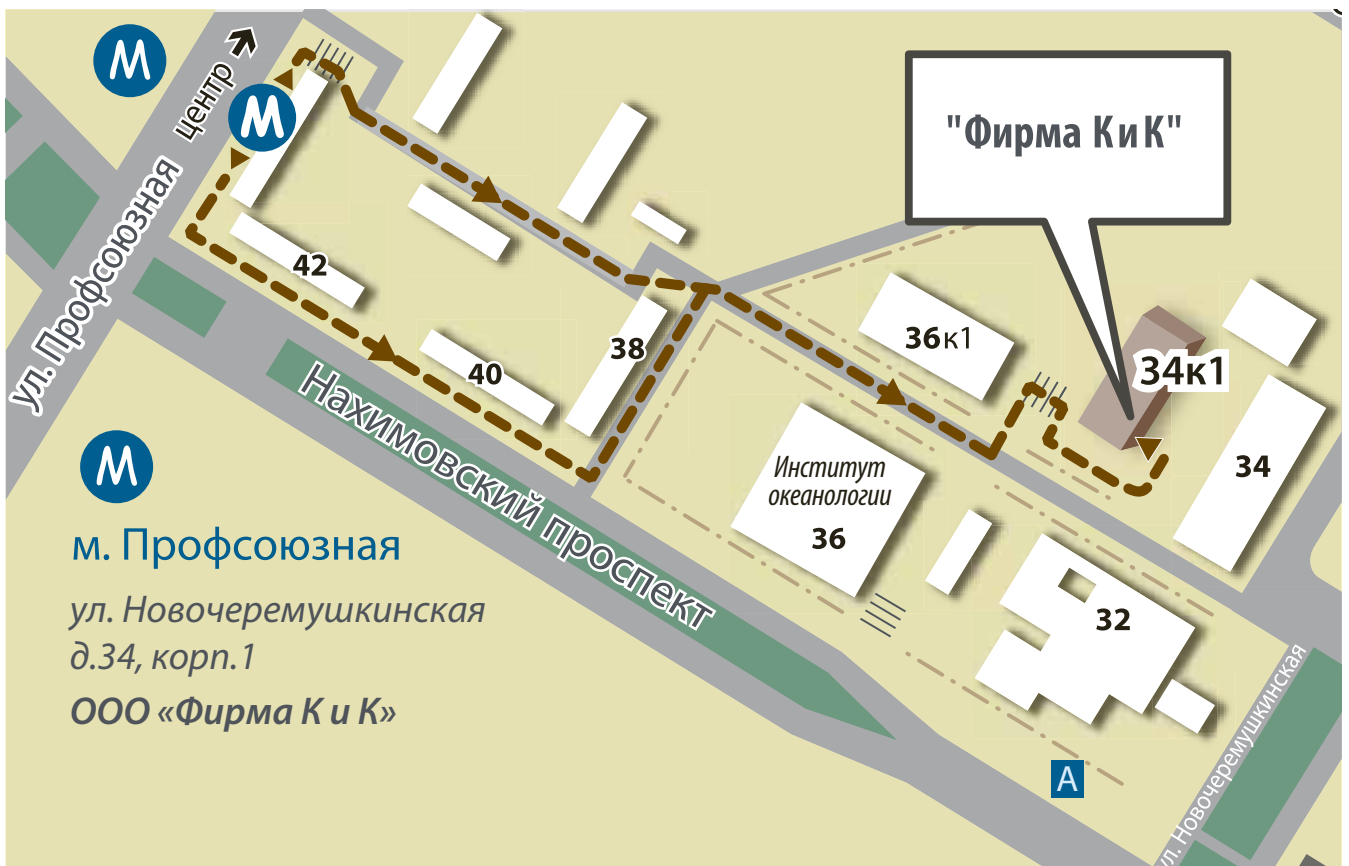 М
центр
М
"Фирма К и К"
ул. Профсоюзная
42
36к1
38
34к1
40
Нахимовский проспект
34
Институт
океанологии
36
М
м. Профсоюзная
ул. Новочеремушкинская
д.34, корп.1
ООО «Фирма К и К»
32
А
ул. Новочеремушкинская